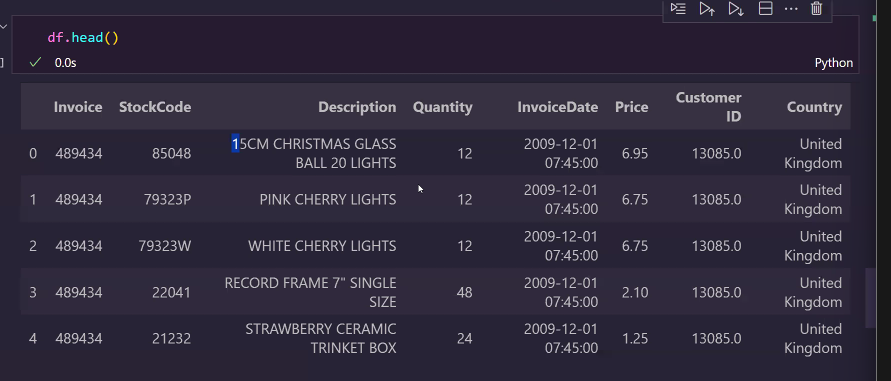 df.head()
0.0s
Python
Invoice StockCode Description Quantity InvoiceDate Price Customer ID Country
0 489434 85048 15CM CHRISTMAS GLASS BALL 20 LIGHTS 12 2009-12-01 07:45:00 6.95 13085.0 United Kingdom
1 489434 79323P PINK CHERRY LIGHTS 12 2009-12-01 07:45:00 6.75 13085.0 United Kingdom
2 489434 79323W WHITE CHERRY LIGHTS 12 2009-12-01 07:45:00 6.75 13085.0 United Kingdom
3 489434 22041 RECORD FRAME 7" SINGLE SIZE 48 2009-12-01 07:45:00 2.10 13085.0 United Kingdom
4 489434 21232 STRAWBERRY CERAMIC TRINKET BOX 24 2009-12-01 07:45:00 1.25 13085.0 United Kingdom